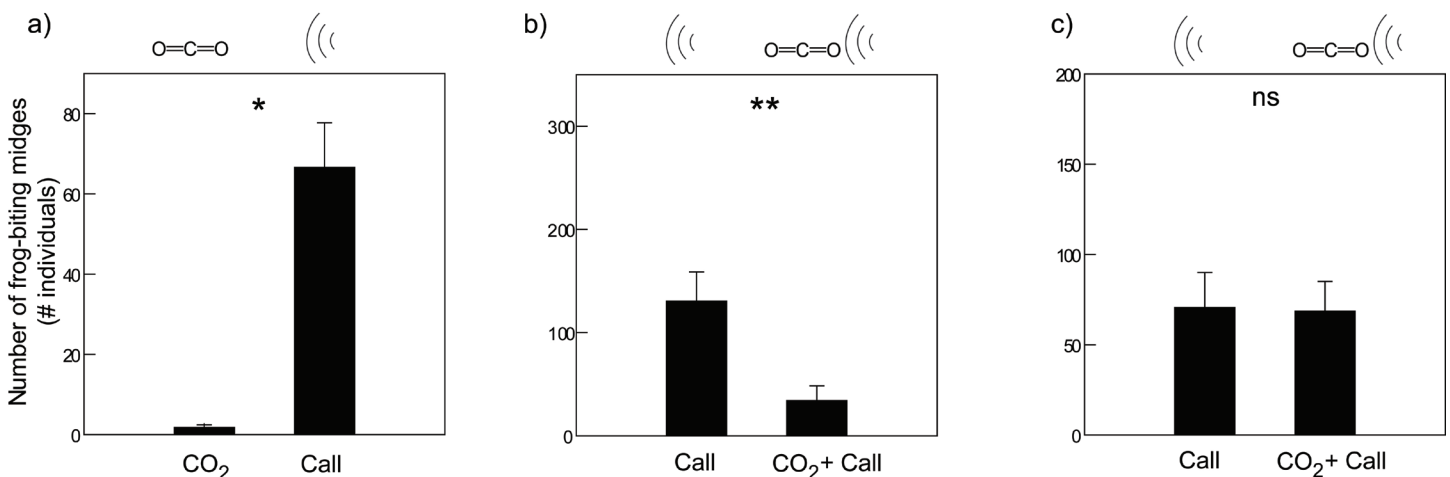 a)
O=C=O
*
Number of frog-biting midges
(# individuals)
80
60
40
20
0
CO₂
Call
b)
O=C=O
**
300
200
100
0
Call
CO₂+ Call
c)
O=C=O
ns
200
150
100
50
0
Call
CO₂+ Call